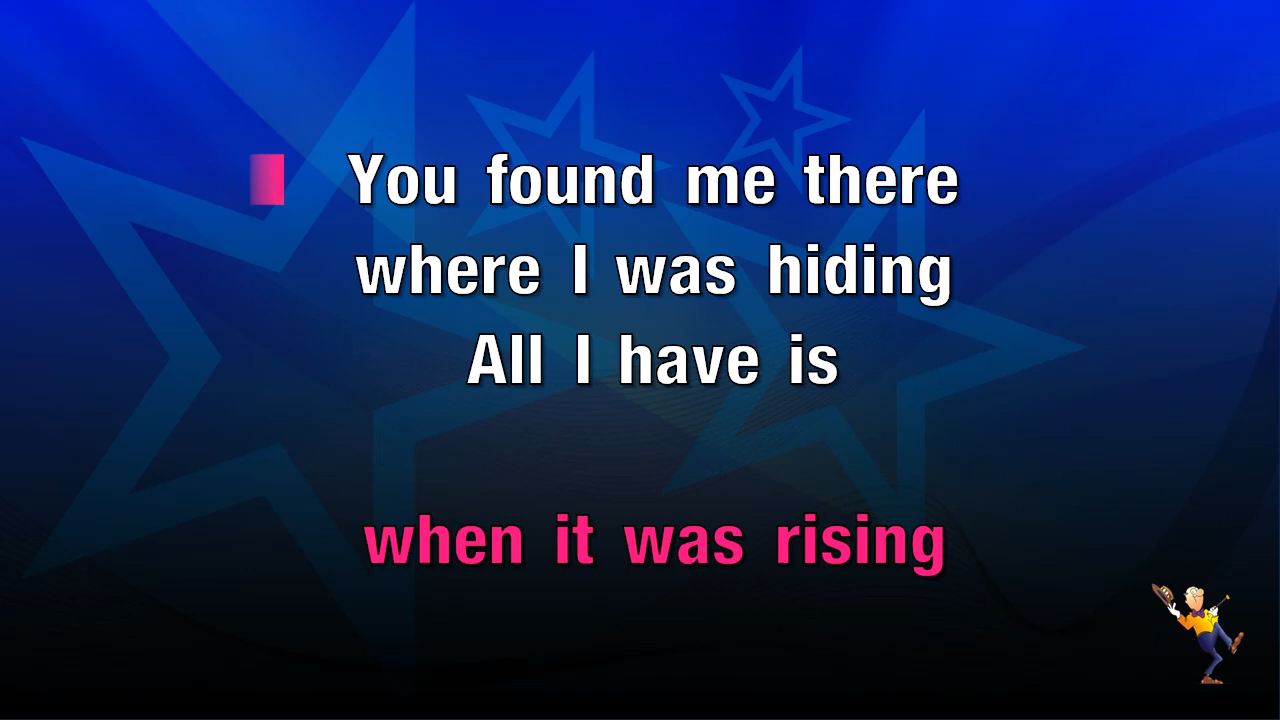 You found me there
where I was hiding
All I have is
when it was rising